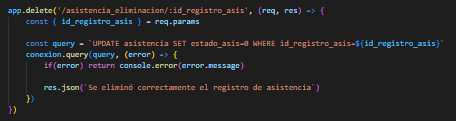 app.delete('/asistencia_eliminacion/:id_registro_asis', (req, res) => {
const { id_registro_asis } = req.params
const query = `UPDATE asistencia SET estado_asis=0 WHERE id_registro_asis=${id_registro_asis}`
conexion.query(query, (error) => {
if(error) return console.error(error.message)
res.json(`Se eliminó correctamente el registro de asistencia`)
})
})